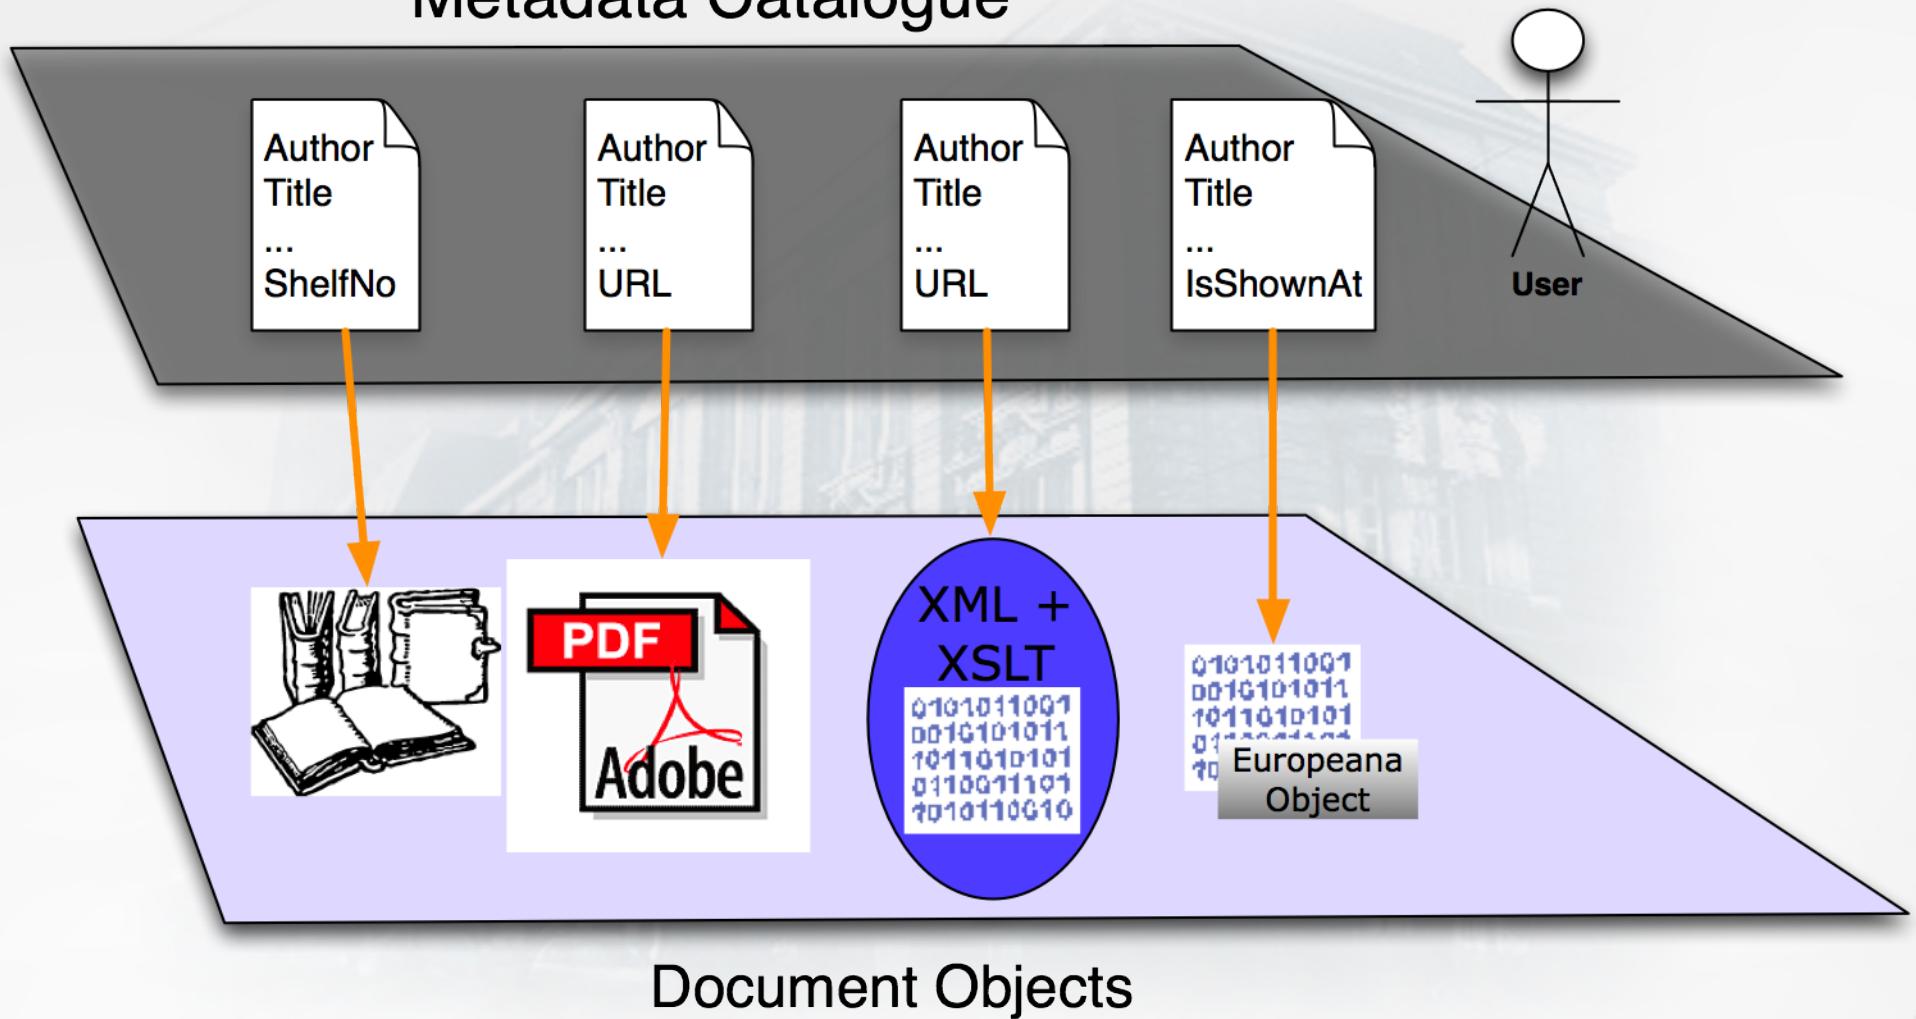 Metadata Catalogue
Author
Title
...
ShelfNo
Author
Title
...
URL
Author
Title
...
URL
Author
Title
...
IsShownAt
User
PDF
Adobe
XML +
XSLT
0101011001
0010101011
1011010101
0110011101
1010110010
0101011001
0010101011
1011010101
Europeana
Object
Document Objects